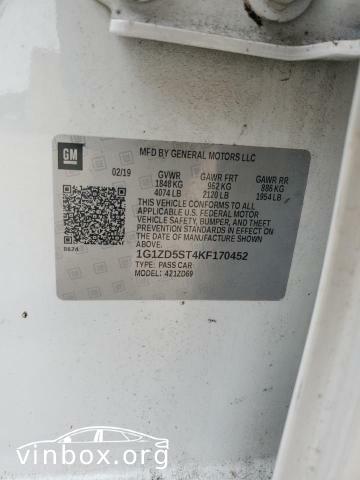 GM
MFD BY GENERAL MOTORS LLC
02/19 GVWR GAWR FRT GAWR RR
1848 KG 962 KG 886 KG
4074 LB 2120 LB 1954 LB
THIS VEHICLE CONFORMS TO ALL
APPLICABLE U.S. FEDERAL MOTOR
VEHICLE SAFETY, BUMPER, AND THEFT
PREVENTION STANDARDS IN EFFECT
ON THE DATE OF MANUFACTURE
SHOWN ABOVE.
1G1ZD5ST4KF170452
TYPE: PASS CAR
MODEL: 421ZD69
vinbox.org